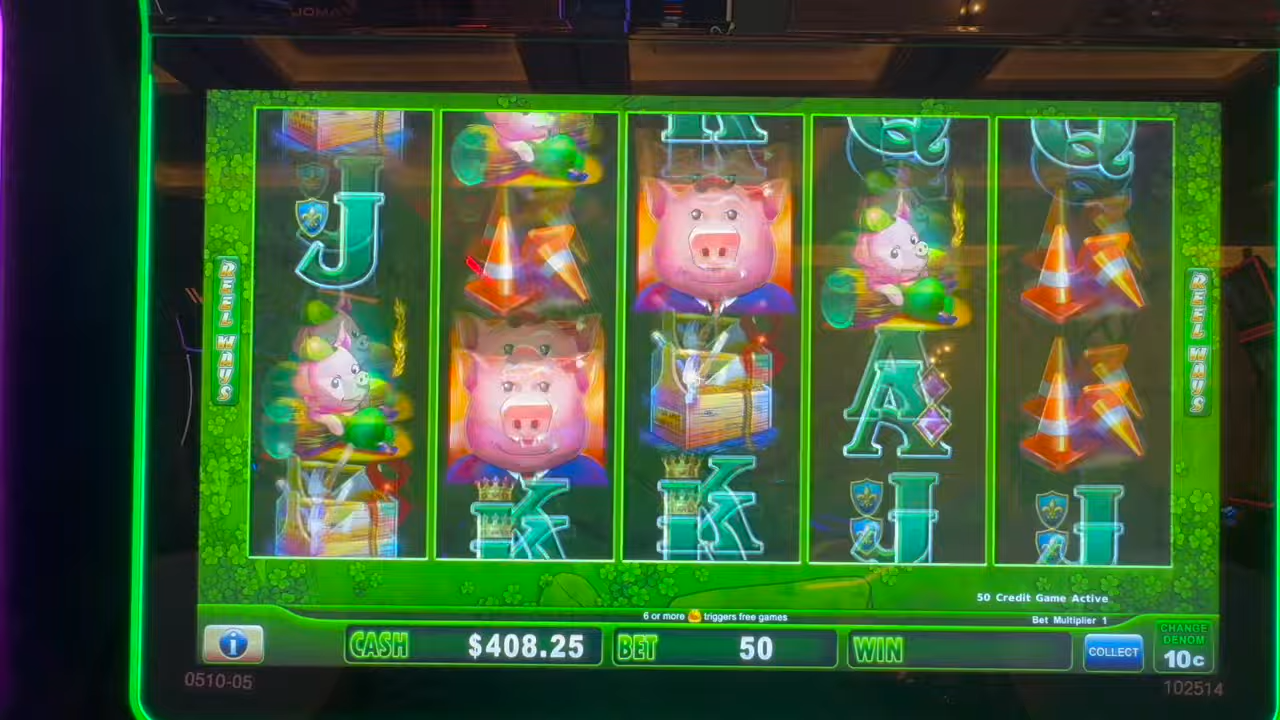 K
Q
Q
J
REEL WAYS
REEL WAYS
A
K
K
J
J
50 Credit Game Active
6 or more triggers free games
Bet Multiplier 1
CASH $408.25 BET 50 WIN
COLLECT
CHANGE DENOM
10¢
0510-05
102514